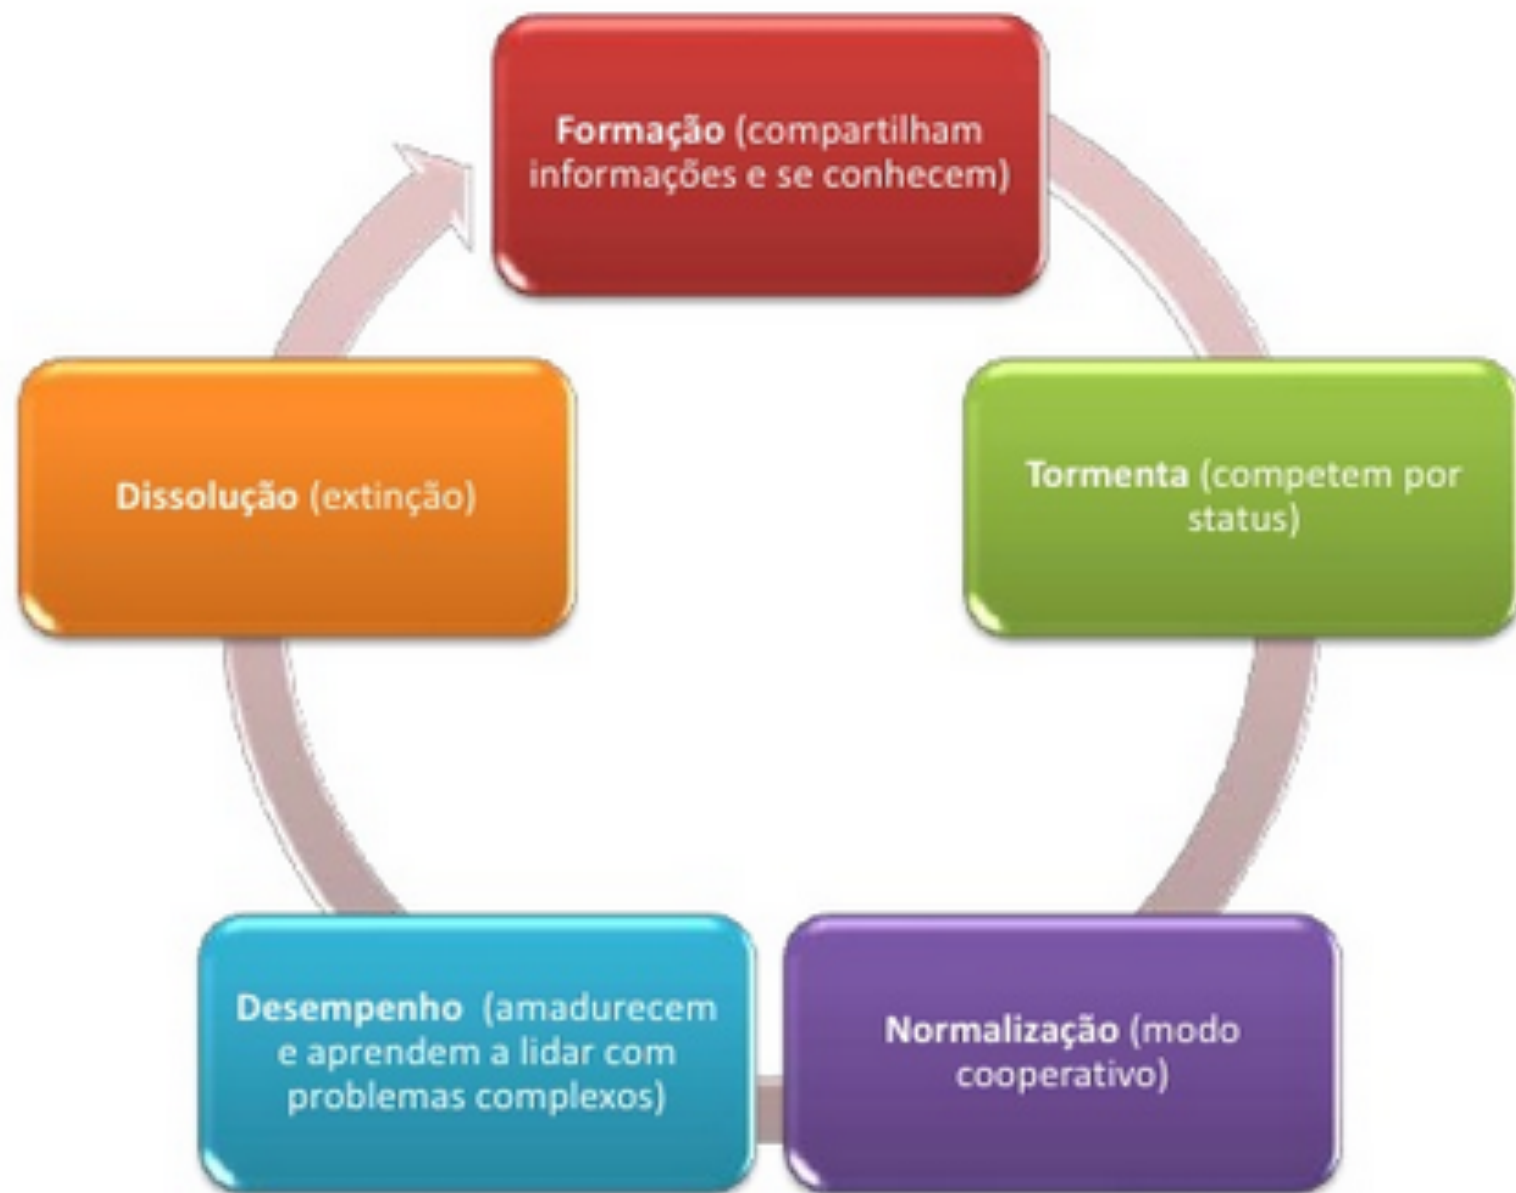 Formação (compartilham
informações e se conhecem)
Tormenta (competem por
status)
Normalização (modo
cooperativo)
Desempenho (amadurecem
e aprendem a lidar com
problemas complexos)
Dissolução (extinção)